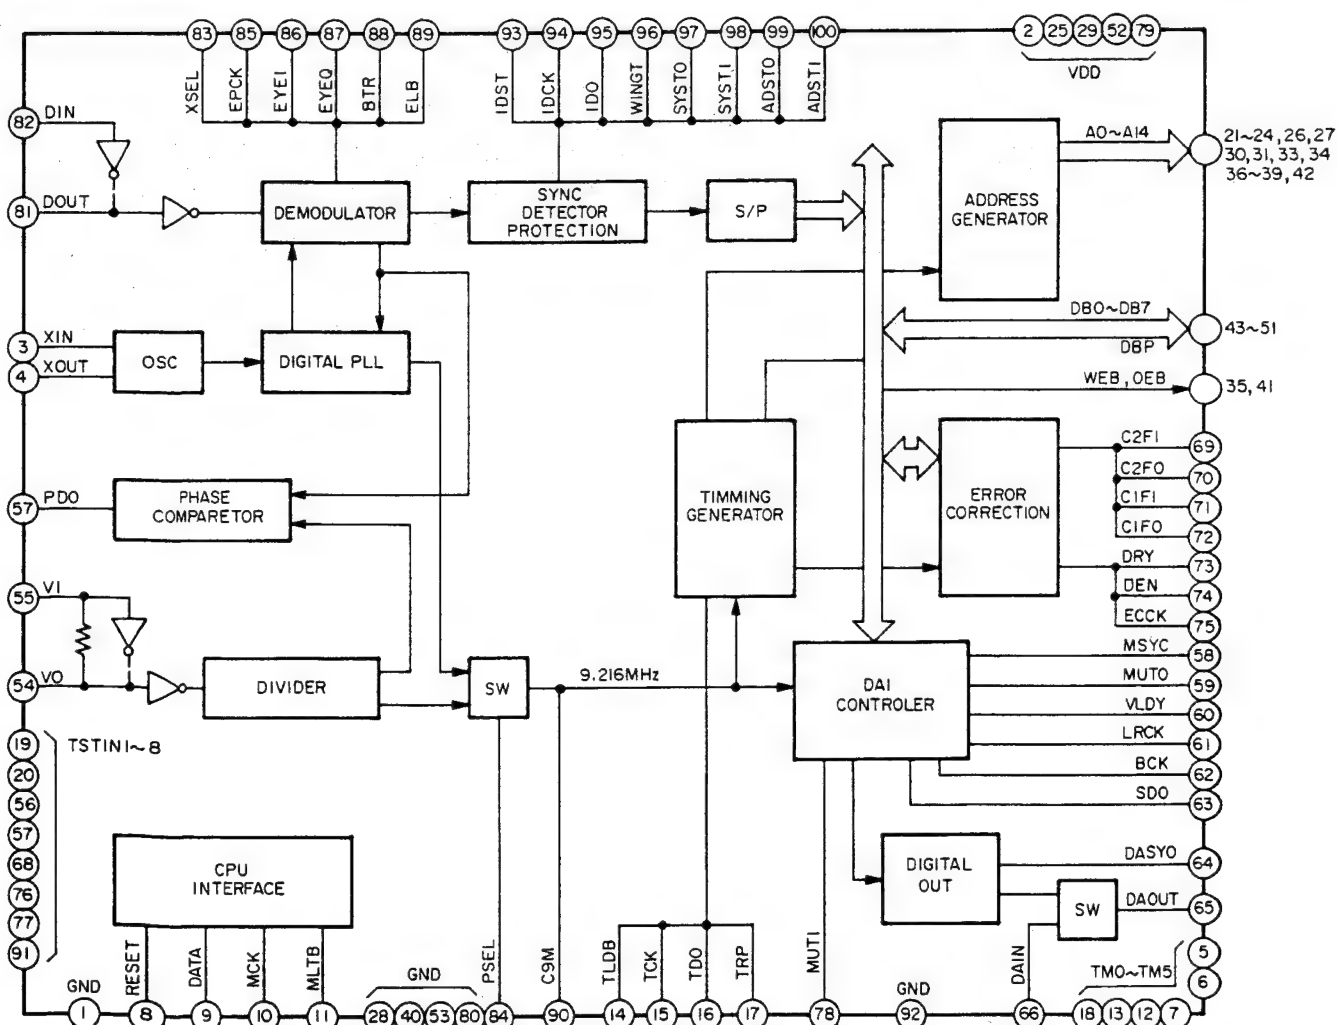 83 85 86 87 88 89 93 94 95 96 97 98 99 100 2 25 29 52 79
XSEL
EPCK
EYEI
EYEQ
BTR
ELB
IDST
IDCK
IDO
WINGT
SYSTO
SYSTI
ADSTO
ADSTI
VDD
82 DIN
81 DOUT
DEMODULATOR
SYNC
DETECTOR
PROTECTION
S/P
ADDRESS
GENERATOR
A0~A14
21~24, 26, 27
30, 31, 33, 34
36~39, 42
3 XIN
4 XOUT
OSC
DIGITAL PLL
DB0~DB7
DBP
43~51
WEB, OEB
35, 41
57 PDO
PHASE
COMPARETOR
TIMMING
GENERATOR
ERROR
CORRECTION
C2F1 69
C2F0 70
C1F1 71
C1F0 72
DRY 73
DEN 74
ECCK 75
55 VI
54 VO
DIVIDER
SW
9.216MHz
DAI
CONTROLER
MSYC 58
MUTO 59
VLDY 60
LRCK 61
BCK 62
SDO 63
19
20
56
57
68
76
77
91
TSTIN1~8
CPU
INTERFACE
DIGITAL
OUT
SW
DASYO 64
DAOUT 65
5
6
TM0~TM5
GND
RESET
DATA
MCK
MLTB
GND
PSEL
C9M
TLDB
TCK
TDO
TRP
MUTI
GND
DAIN
1 8 9 10 11 28 40 53 80 84 90 14 15 16 17 78 92 66 18 13 12 7